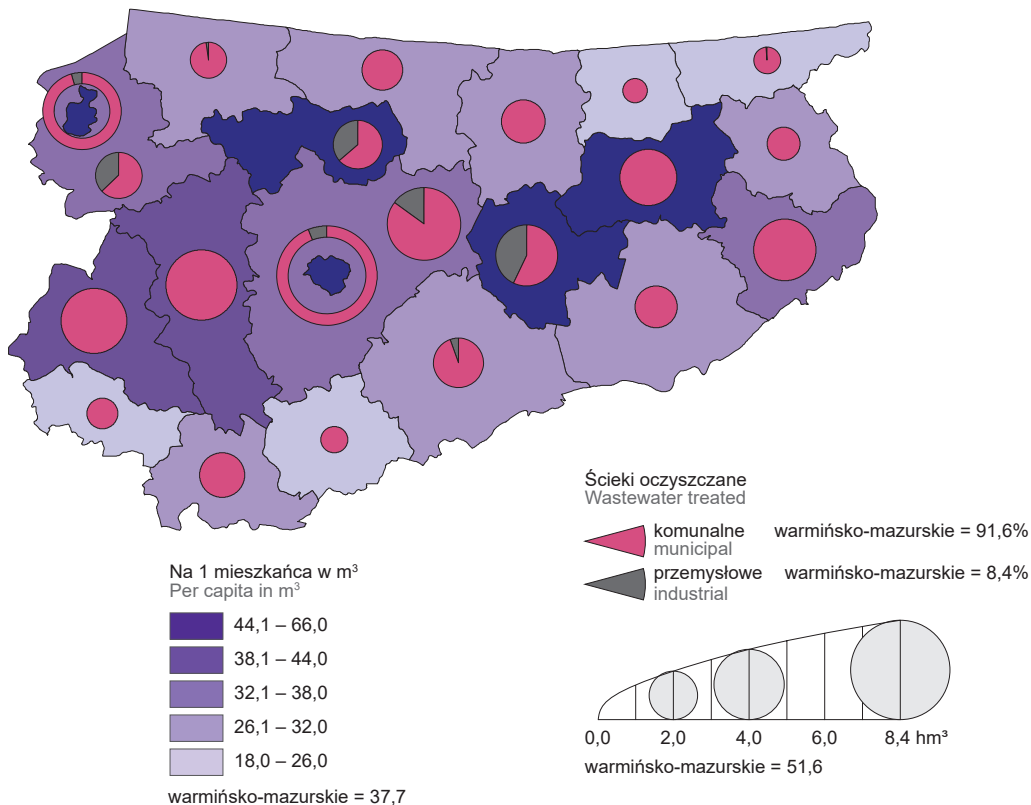 Ścieki oczyszczane
Wastewater treated
komunalne warmińsko-mazurskie = 91,6%
municipal
przemysłowe warmińsko-mazurskie = 8,4%
industrial
0,0 2,0 4,0 6,0 8,4 hm³
warmińsko-mazurskie = 51,6
Na 1 mieszkańca w m³
Per capita in m³
44,1 – 66,0
38,1 – 44,0
32,1 – 38,0
26,1 – 32,0
18,0 – 26,0
warmińsko-mazurskie = 37,7